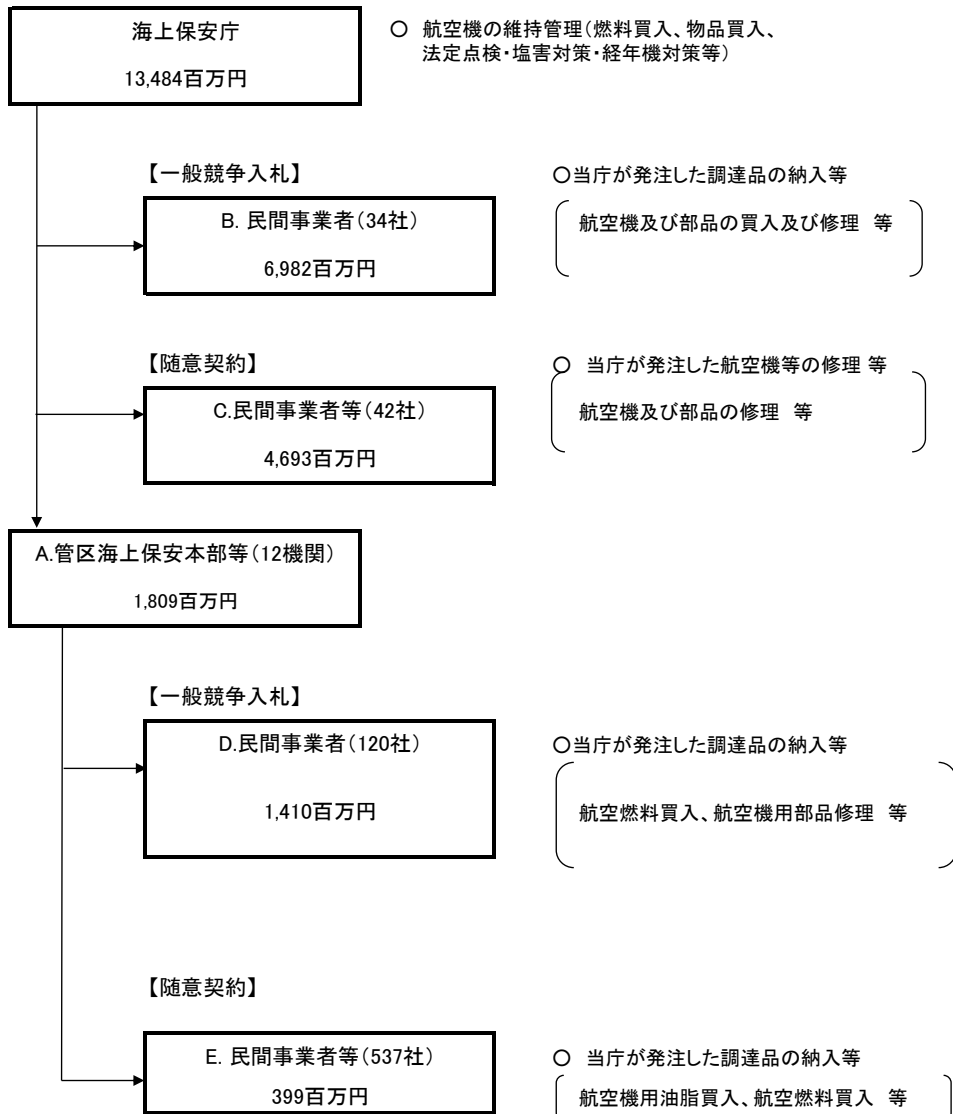 海上保安庁
13,484百万円
○ 航空機の維持管理(燃料買入、物品買入、
法定点検・塩害対策・経年機対策等)
【一般競争入札】
B. 民間事業者(34社)
6,982百万円
○当庁が発注した調達品の納入等
航空機及び部品の買入及び修理 等
【随意契約】
C.民間事業者等(42社)
4,693百万円
○ 当庁が発注した航空機等の修理 等
航空機及び部品の修理 等
A.管区海上保安本部等(12機関)
1,809百万円
【一般競争入札】
D.民間事業者(120社)
1,410百万円
○当庁が発注した調達品の納入等
航空燃料買入、航空機用部品修理 等
【随意契約】
E. 民間事業者等(537社)
399百万円
○ 当庁が発注した調達品の納入等
航空機用油脂買入、航空燃料買入 等